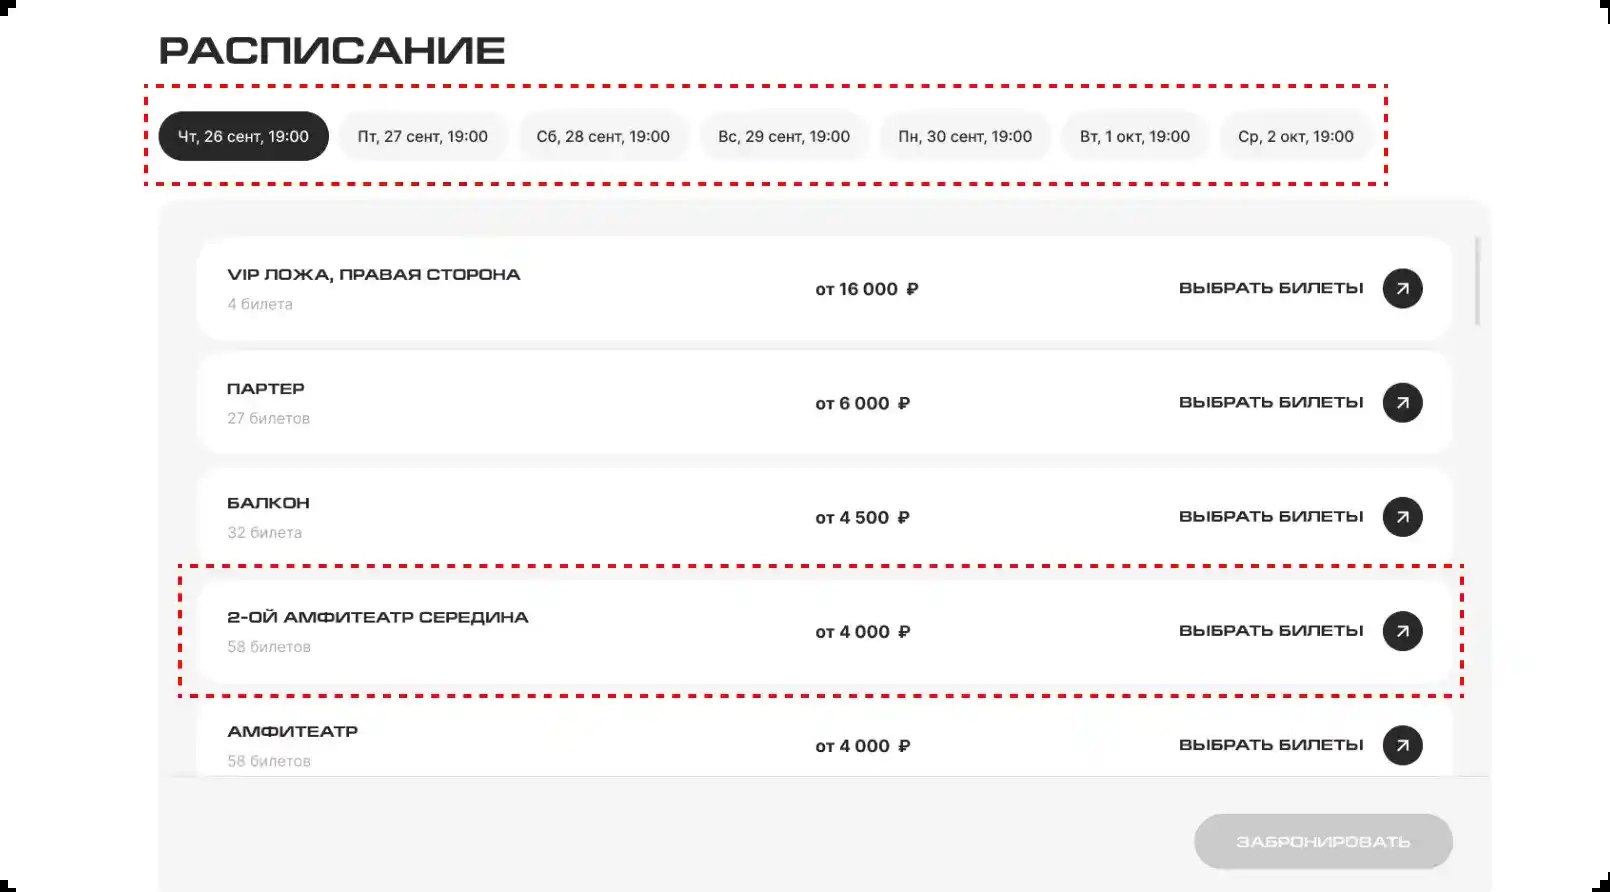 РАСПИСАНИЕ
Чт, 26 сент, 19:00 Пт, 27 сент, 19:00 Сб, 28 сент, 19:00 Вс, 29 сент, 19:00 Пн, 30 сент, 19:00 Вт, 1 окт, 19:00 Ср, 2 окт, 19:00
VIP ЛОЖА, ПРАВАЯ СТОРОНА
4 билета
от 16 000 ₽
ВЫБРАТЬ БИЛЕТЫ
ПАРТЕР
27 билетов
от 6 000 ₽
ВЫБРАТЬ БИЛЕТЫ
БАЛКОН
32 билета
от 4 500 ₽
ВЫБРАТЬ БИЛЕТЫ
2-ОЙ АМФИТЕАТР СЕРЕДИНА
58 билетов
от 4 000 ₽
ВЫБРАТЬ БИЛЕТЫ
АМФИТЕАТР
58 билетов
от 4 000 ₽
ВЫБРАТЬ БИЛЕТЫ
ЗАБРОНИРОВАТЬ